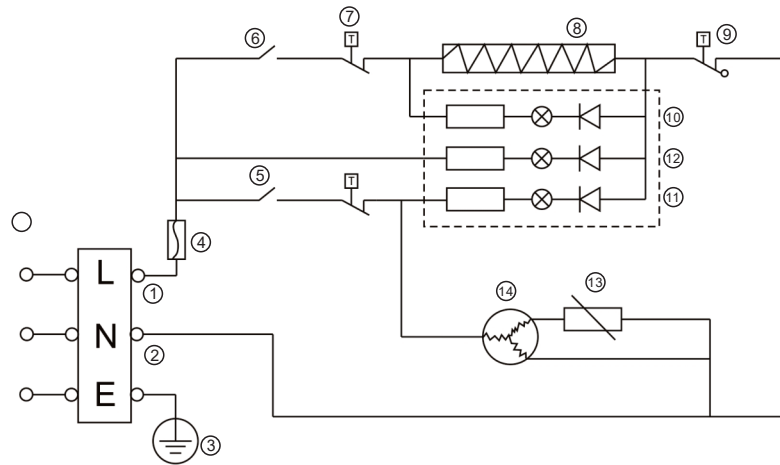 ⑦
⑧
⑥
T
T
⑨
⑩
⑫
⑤
T
⑪
④
L
①
⑭
⑬
N
②
E
③